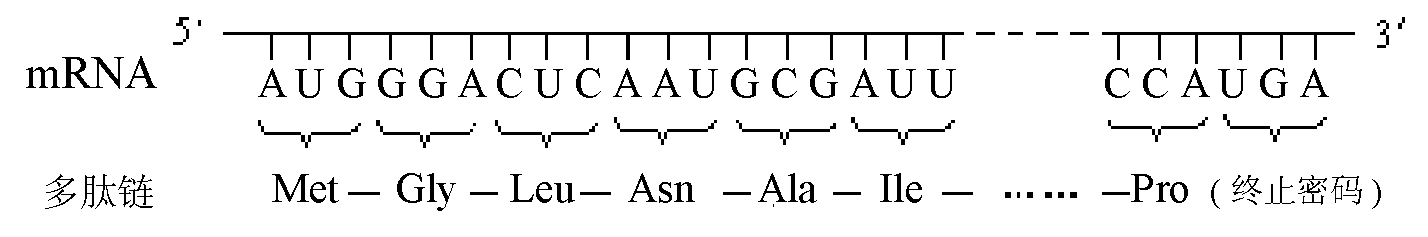 5' 3'
mRNA A U G G G A C U C A A U G C G A U U C C A U G A
多肽链 Met — Gly — Leu — Asn — Ala — Ile — …… — Pro (终止密码)